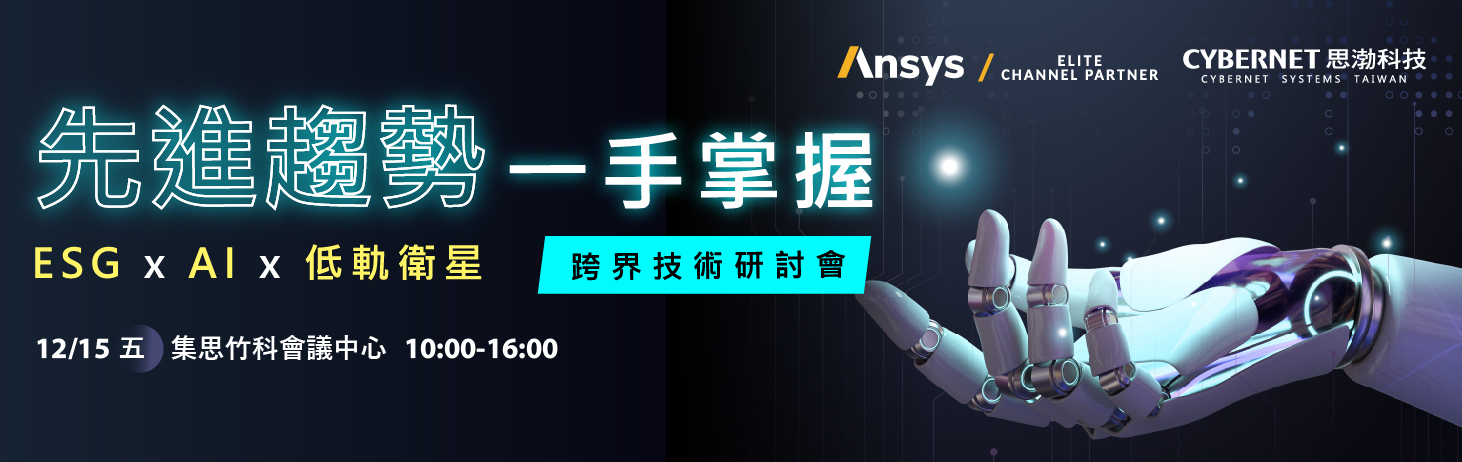 Ansys / ELITE CHANNEL PARTNER
CYBERNET 思渤科技
CYBERNET SYSTEMS TAIWAN
先進趨勢 一手掌握
ESG x AI x 低軌衛星
跨界技術研討會
12/15 五 集思竹科會議中心 10:00-16:00